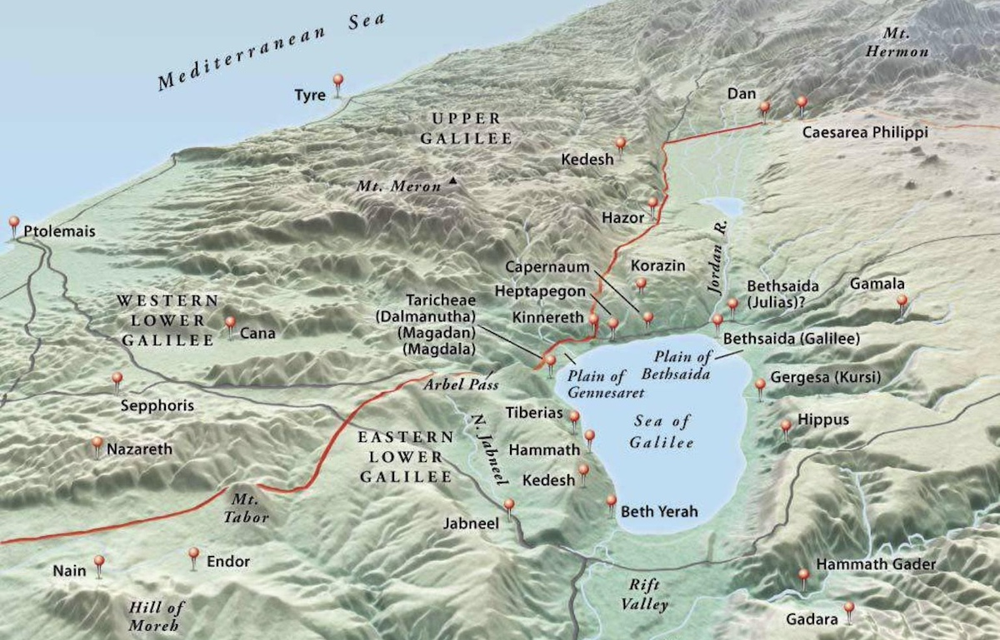 Mediterranean Sea
Mt.
Hermon
Tyre
Dan
UPPER
GALILEE
Caesarea Philippi
Kedesh
Mt. Meron
Hazor
Ptolemais
Jordan R.
Capernaum
Korazin
Heptapegon
Bethsaida
(Julias)?
Gamala
WESTERN
LOWER
GALILEE
Taricheae
(Dalmanutha)
(Magadan)
(Magdala)
Kinnereth
Cana
Bethsaida (Galilee)
Plain of
Bethsaida
Plain of
Gennesaret
Arbel Pass
Gergesa (Kursi)
Sepphoris
Tiberias
Sea of
Galilee
Hippus
N. Jabneel
EASTERN
LOWER
GALILEE
Nazareth
Hammath
Kedesh
Mt.
Tabor
Beth Yerah
Jabneel
Nain
Endor
Hammath Gader
Rift
Valley
Hill of
Moreh
Gadara